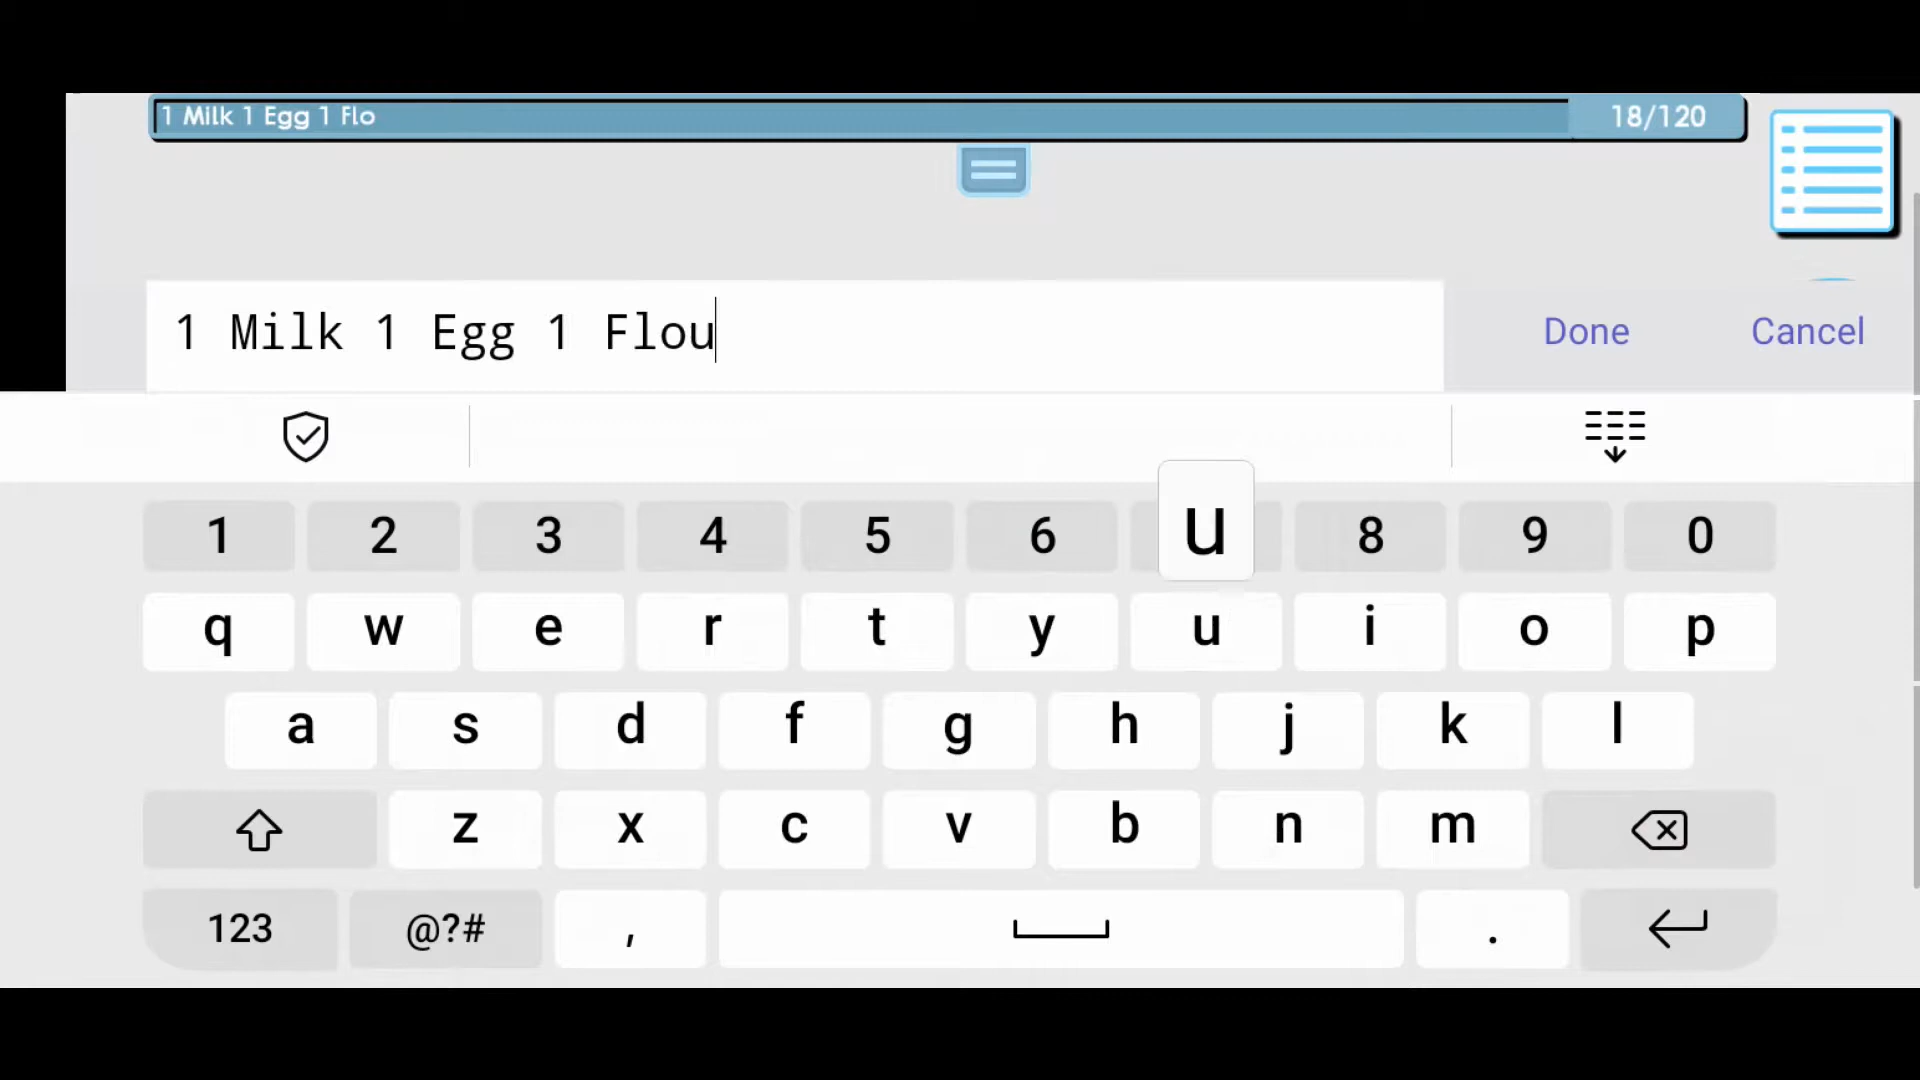 1 Milk 1 Egg 1 Flo 18/120
1 Milk 1 Egg 1 Flou Done Cancel
1 2 3 4 5 6 u 8 9 0
q w e r t y u i o p
a s d f g h j k l
z x c v b n m
123 @?# , .